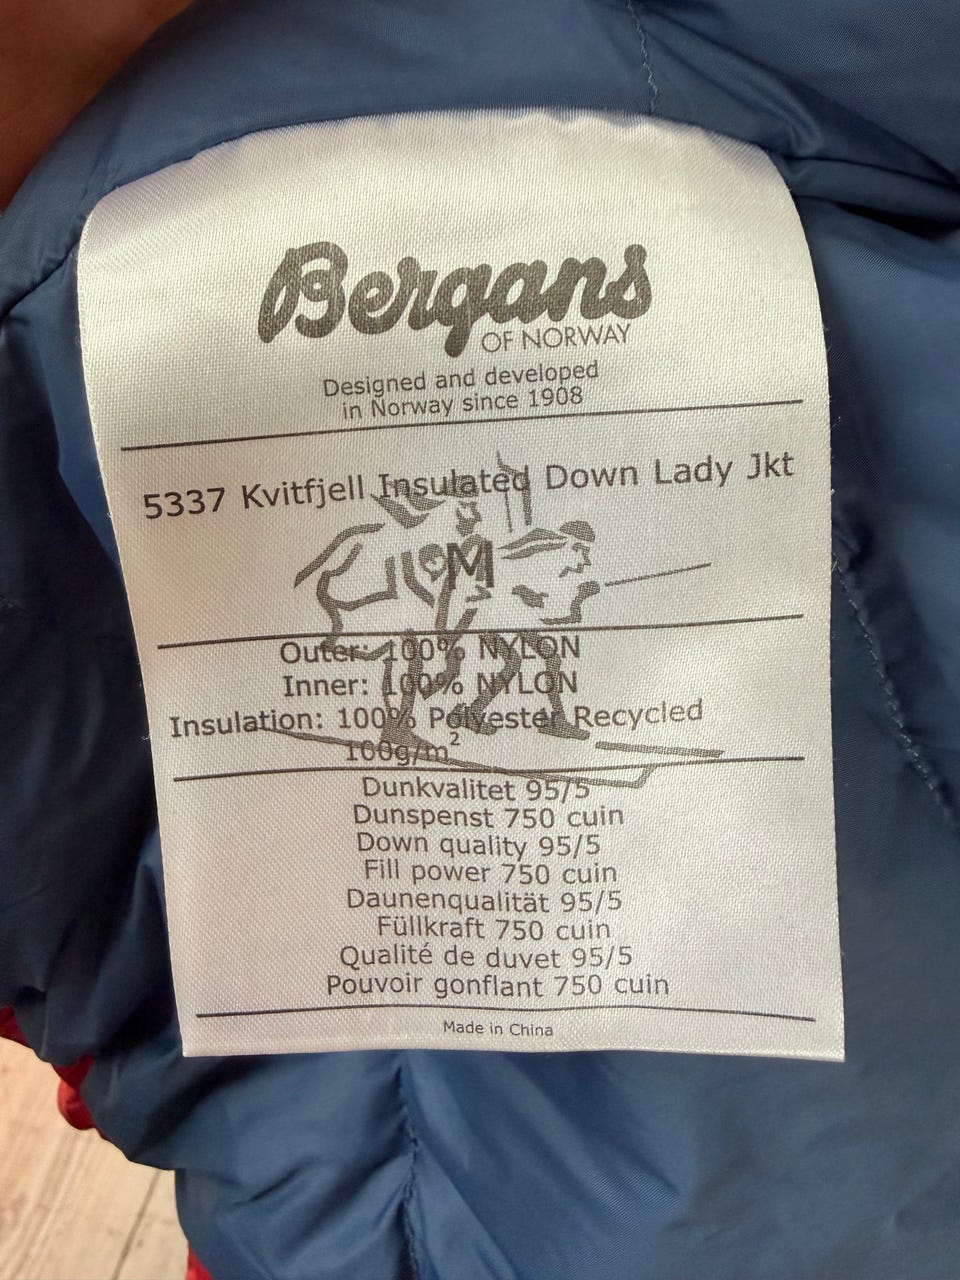 Bergans
OF NORWAY
Designed and developed
in Norway since 1908
5337 Kvitfjell Insulated Down Lady Jkt
M
Outer: 100% NYLON
Inner: 100% NYLON
Insulation: 100% Polyester Recycled
100g/m²
Dunkvalitet 95/5
Dunspenst 750 cuin
Down quality 95/5
Fill power 750 cuin
Daunenqualität 95/5
Füllkraft 750 cuin
Qualité de duvet 95/5
Pouvoir gonflant 750 cuin
Made in China